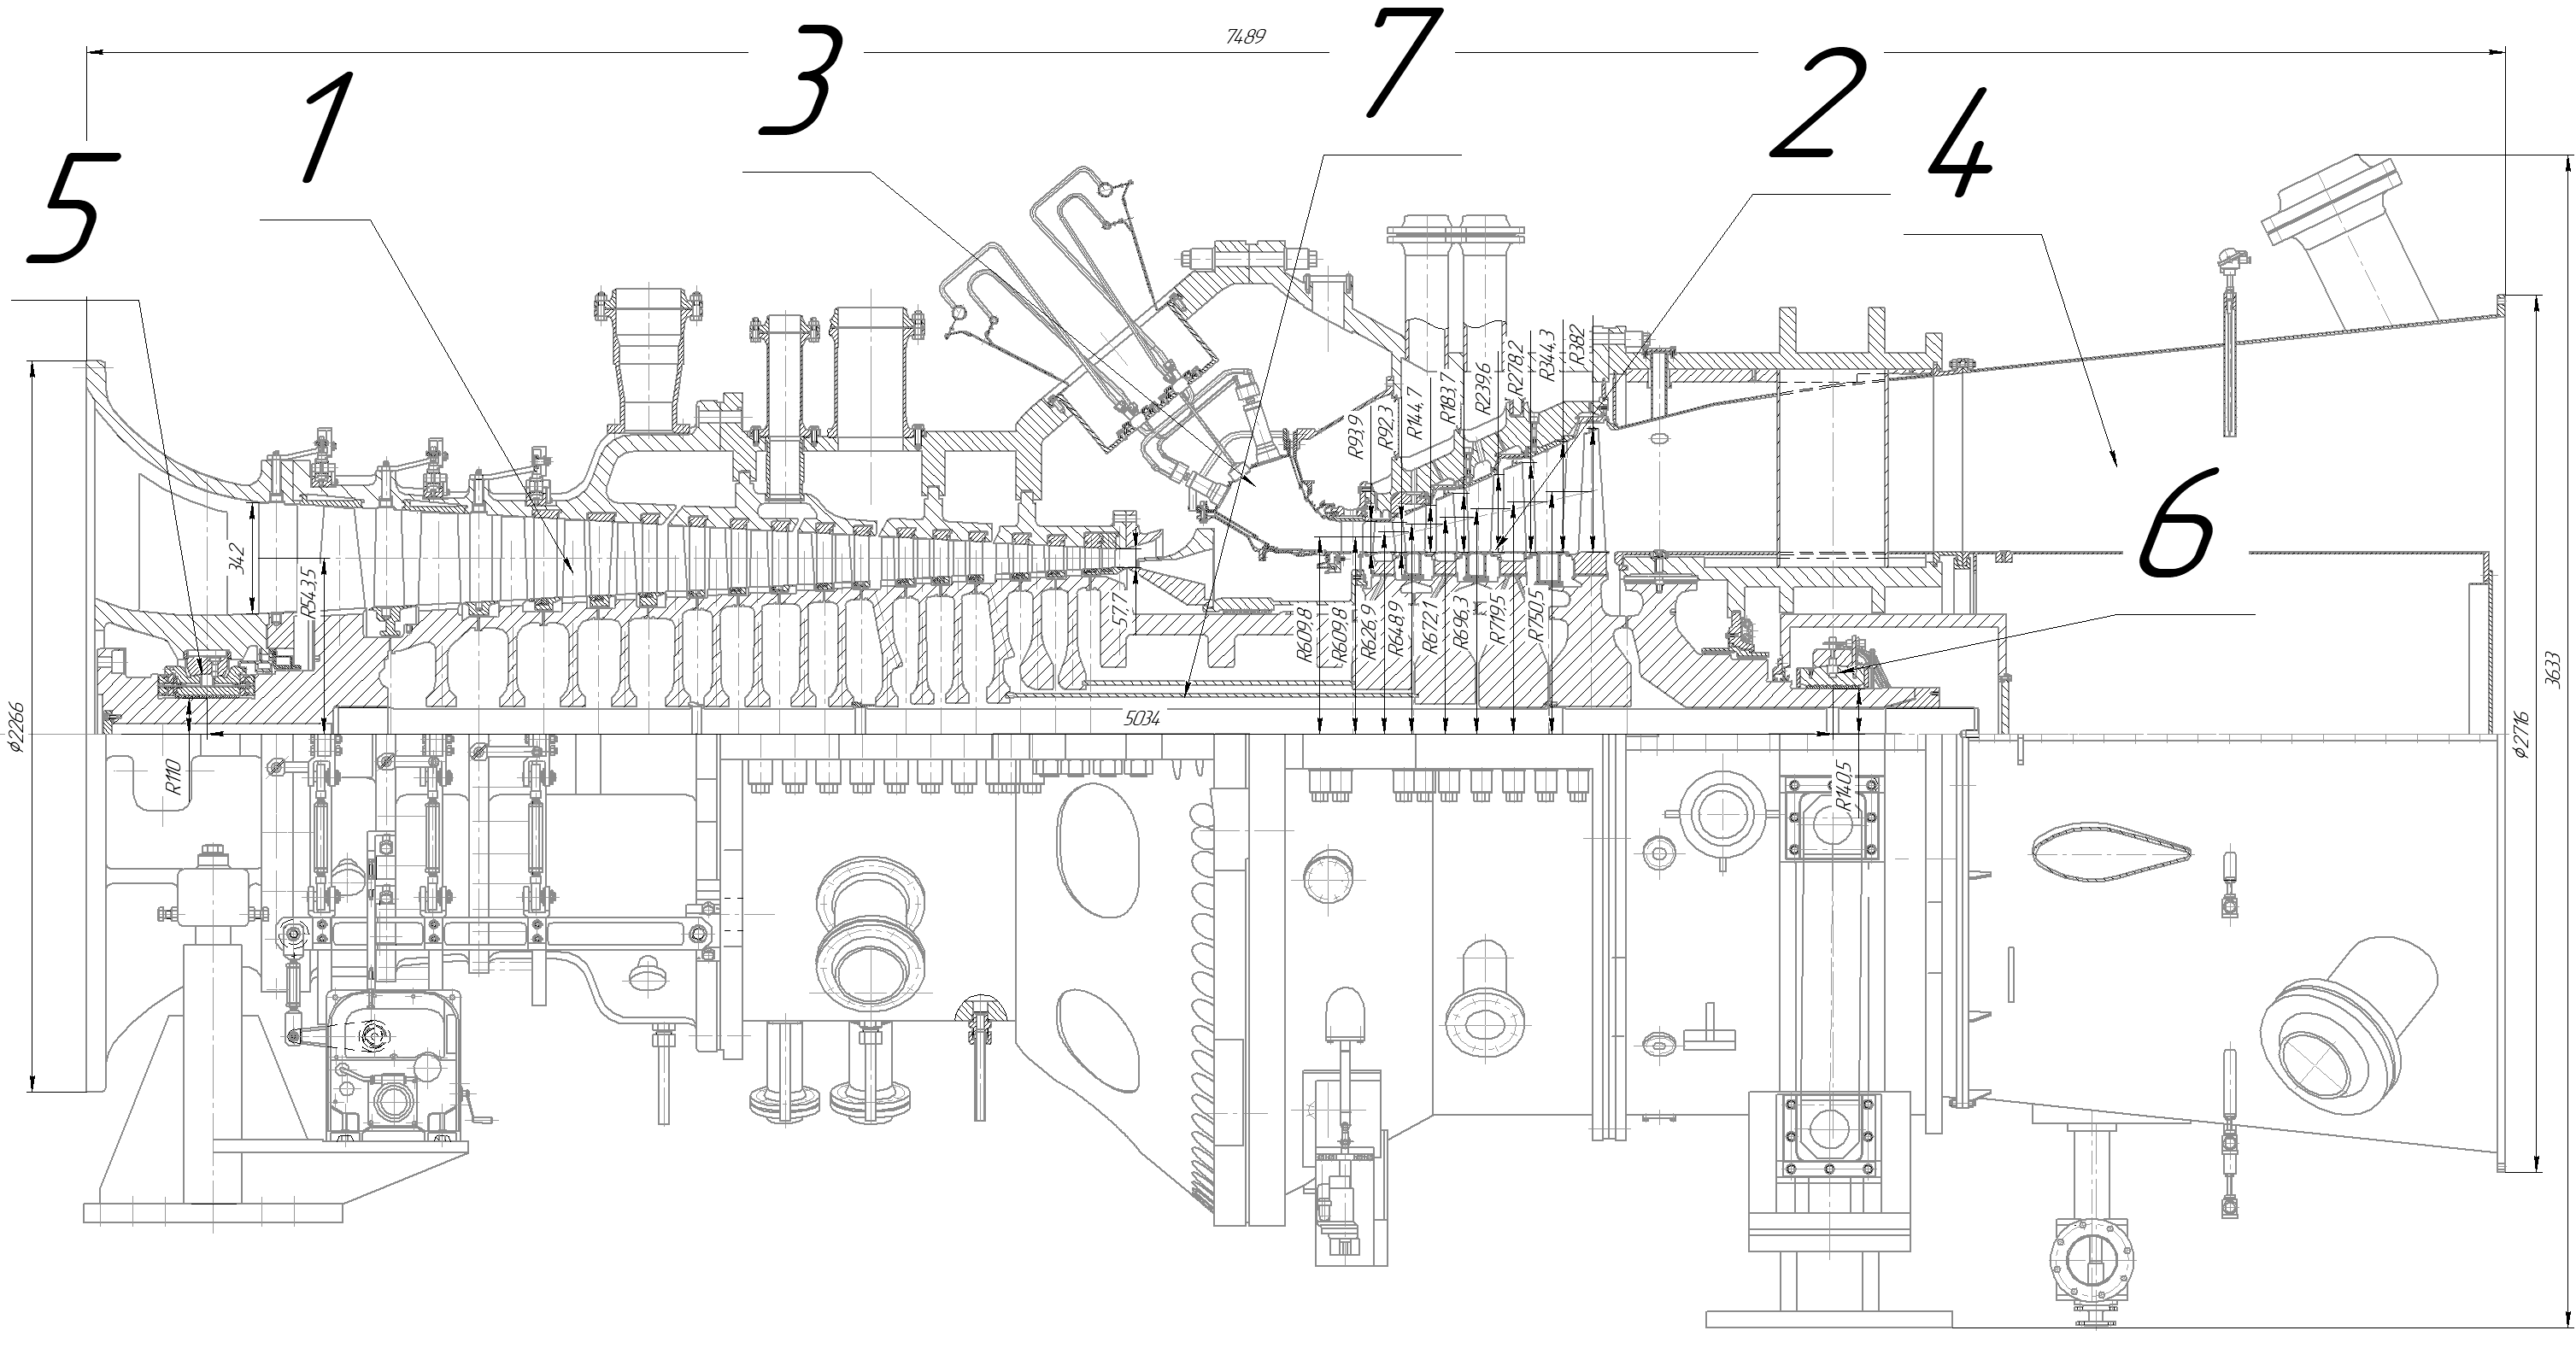 7489
3
7
2
4
1
5
6
342
R543,5
57,7
R93,9
R92,3
R144,7
R183,7
R239,6
R278,2
R344,3
R382
R609,8
R609,8
R626,9
R648,9
R672,1
R696,3
R719,5
R750,5
5034
R110
R140,5
ϕ2266
ϕ2716
3633